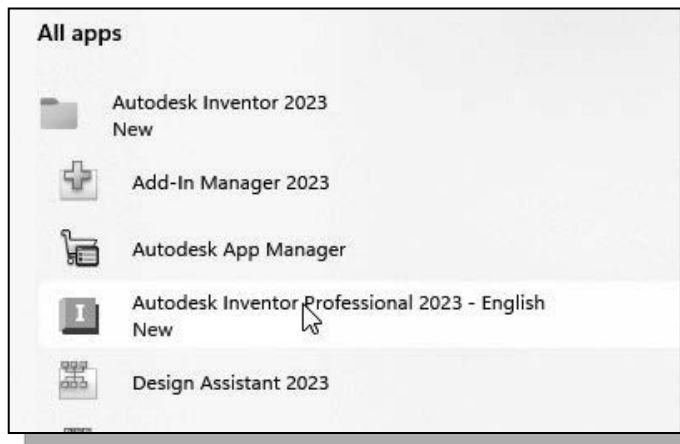 All apps
Autodesk Inventor 2023
New
Add-In Manager 2023
Autodesk App Manager
I
Autodesk Inventor Professional 2023 - English
New
Design Assistant 2023